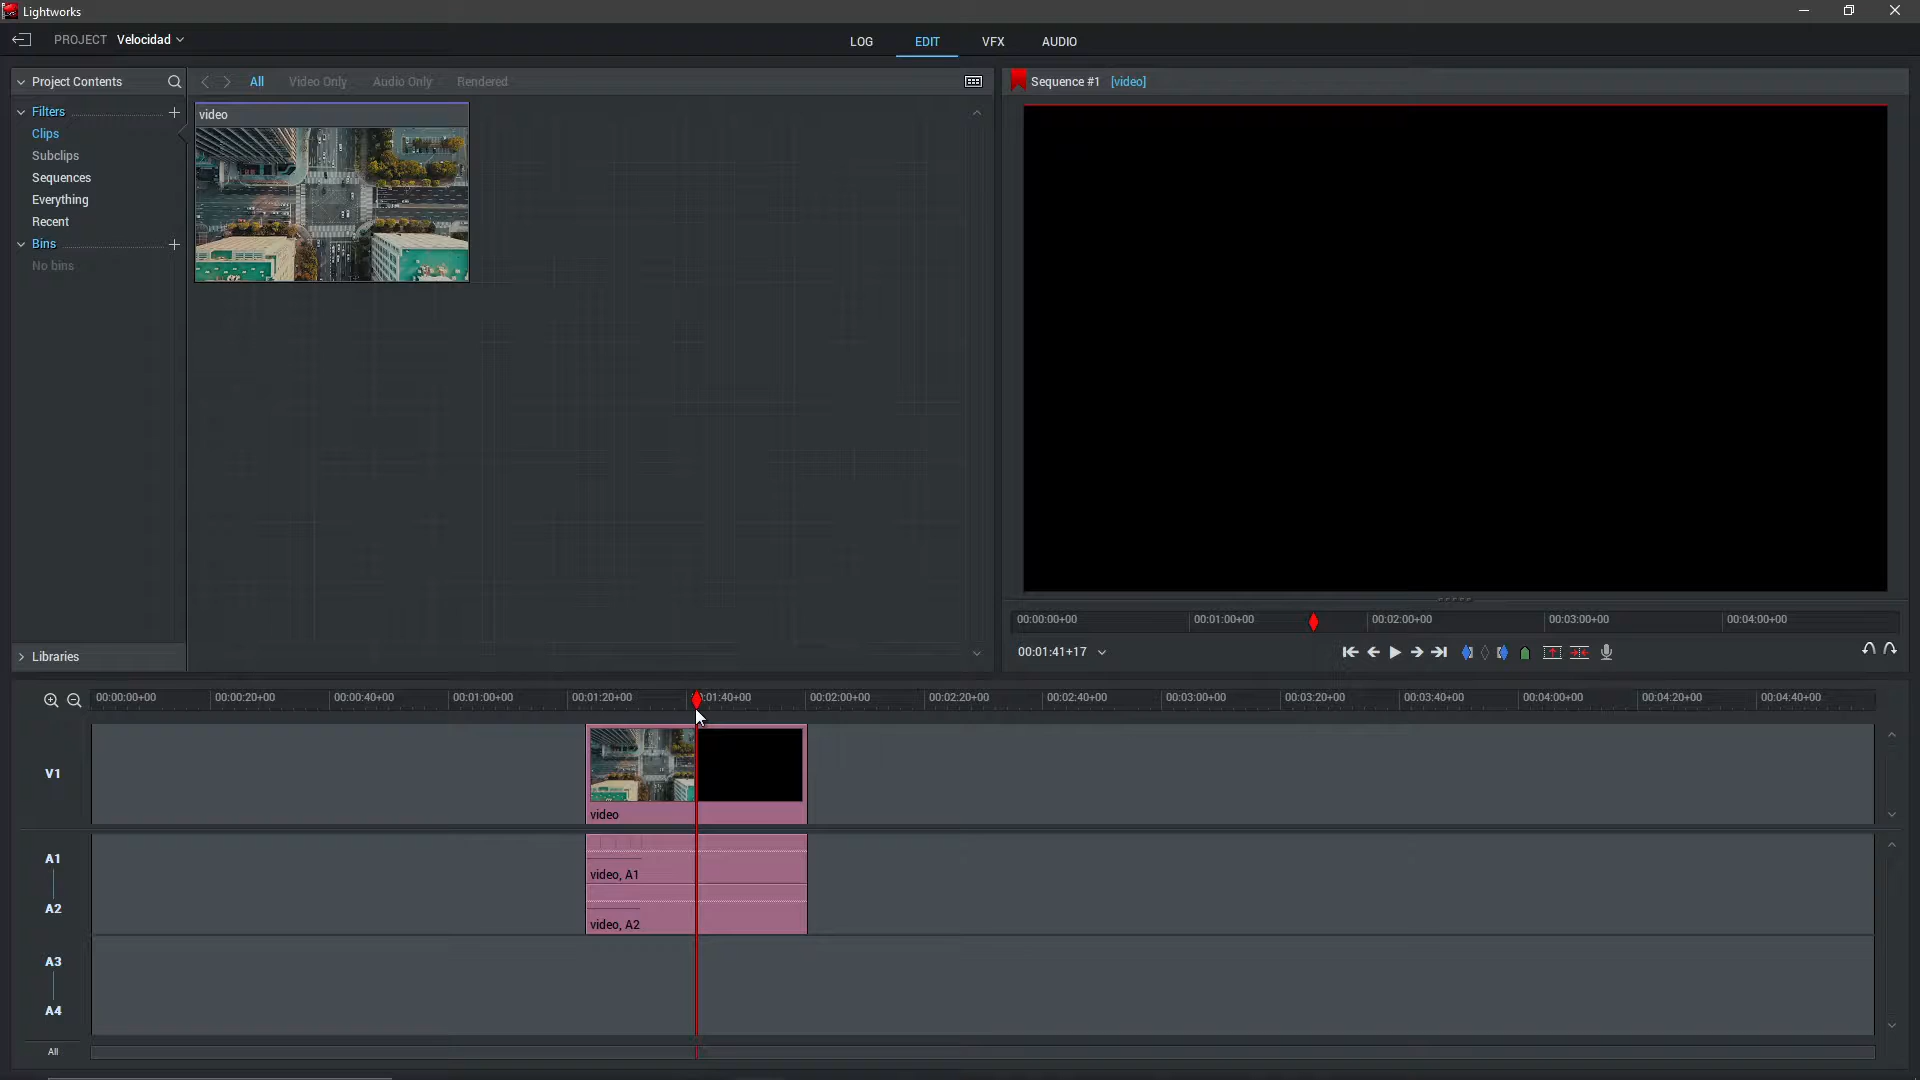 Lightworks
PROJECT Velocidad
LOG EDIT VFX AUDIO
Project Contents
All Video Only Audio Only Rendered
Sequence #1 [video]
Filters
Clips
Subclips
Sequences
Everything
Recent
Bins
No bins
Libraries
video
00:00:00+00 00:01:00+00 00:02:00+00 00:03:00+00 00:04:00+00
00:01:41+17
00:00:00+00 00:00:20+00 00:00:40+00 00:01:00+00 00:01:20+00 :01:40+00 00:02:00+00 00:02:20+00 00:02:40+00 00:03:00+00 00:03:20+00 00:03:40+00 00:04:00+00 00:04:20+00 00:04:40+00
V1
video
A1
video, A1
A2
video, A2
A3
A4
All